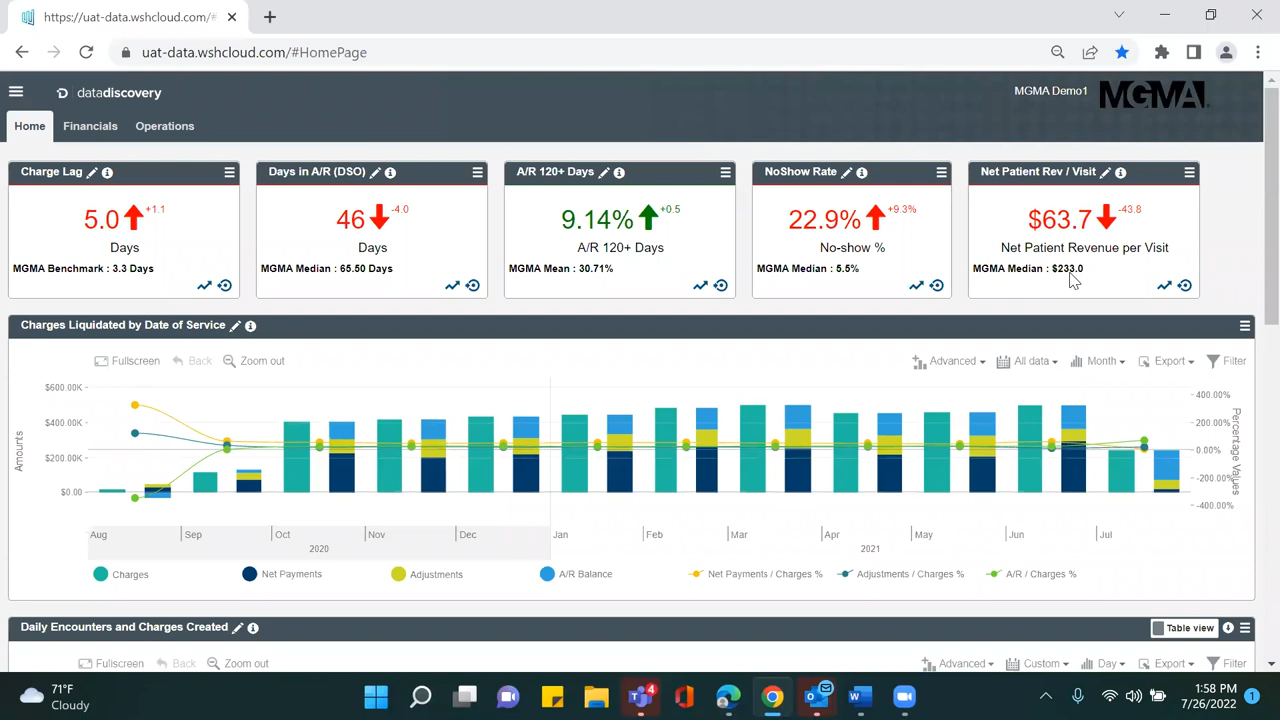 https://uat-data.wshcloud.com/#
uat-data.wshcloud.com/#HomePage
datadiscovery
MGMA Demo1
MGMA
Home Financials Operations
Charge Lag
5.0 +1.1
Days
MGMA Benchmark : 3.3 Days
Days in A/R (DSO)
46 -4.0
Days
MGMA Median : 65.50 Days
A/R 120+ Days
9.14% +0.5
A/R 120+ Days
MGMA Mean : 30.71%
NoShow Rate
22.9% +9.3%
No-show %
MGMA Median : 5.5%
Net Patient Rev / Visit
$63.7 -43.8
Net Patient Revenue per Visit
MGMA Median : $233.0
Charges Liquidated by Date of Service
Fullscreen Back Zoom out Advanced All data Month Export Filter
Amounts
$600.00K
$400.00K
$200.00K
$0.00
400.00%
200.00%
0.00%
-200.00%
-400.00%
Percentage Values
Aug Sep Oct Nov Dec Jan Feb Mar Apr May Jun Jul
2020 2021
Charges Net Payments Adjustments A/R Balance Net Payments / Charges % Adjustments / Charges % A/R / Charges %
Daily Encounters and Charges Created
Table view
Fullscreen Back Zoom out Advanced Custom Day Export Filter
71°F
Cloudy
4
1:58 PM
7/26/2022
1